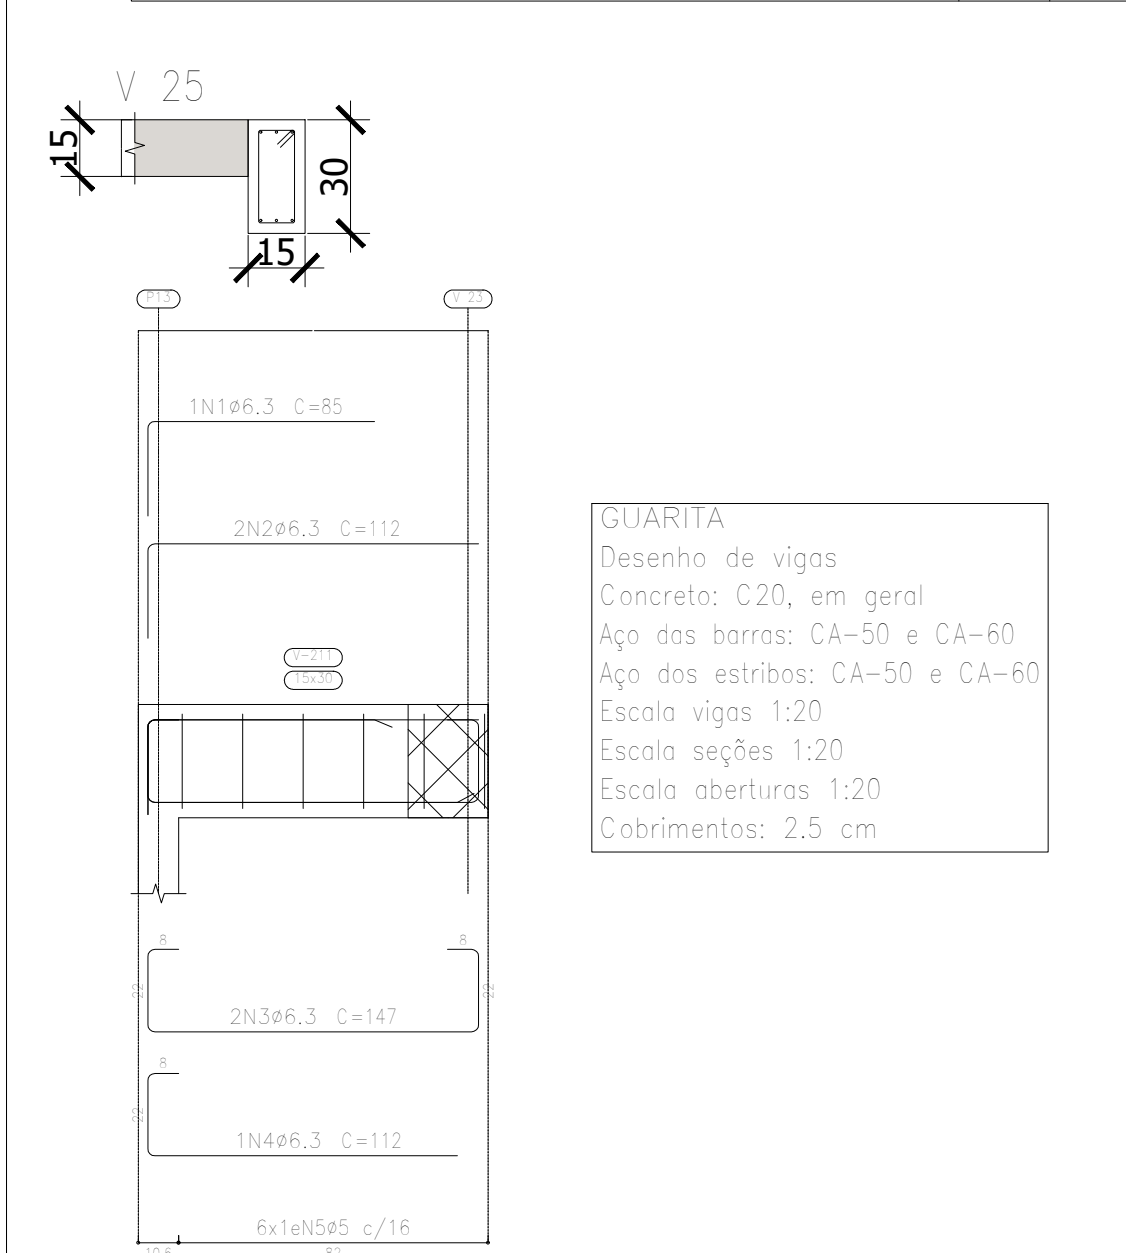 V 25
15
30
15
P13
V 23
1N1ø6.3 C=85
2N2ø6.3 C=112
V-211
15x30
GUARITA
Desenho de vigas
Concreto: C20, em geral
Aço das barras: CA-50 e CA-60
Aço dos estribos: CA-50 e CA-60
Escala vigas 1:20
Escala seções 1:20
Escala aberturas 1:20
Cobrimentos: 2.5 cm
8
8
22
22
2N3ø6.3 C=147
8
22
1N4ø6.3 C=112
6x1eN5ø5 c/16
10.6
82